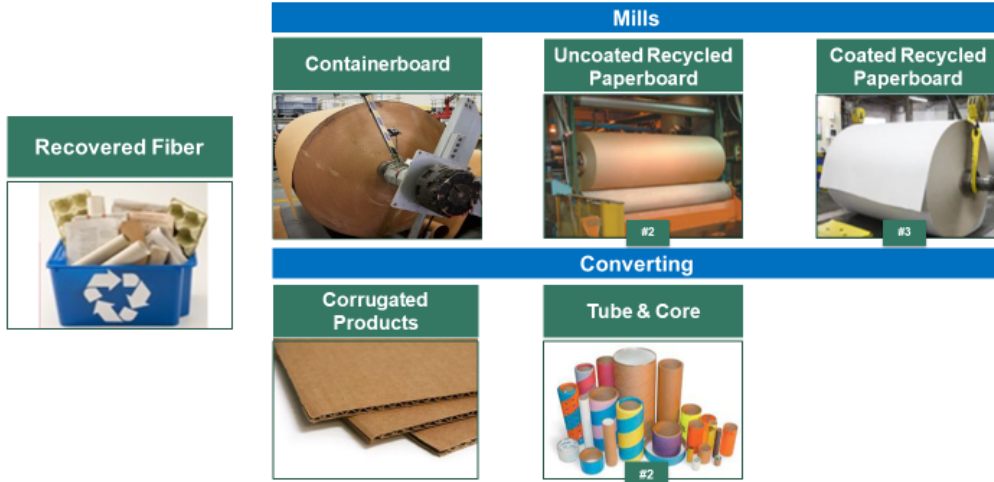 Mills
Containerboard
Uncoated Recycled
Paperboard
#2
Coated Recycled
Paperboard
#3
Recovered Fiber
Converting
Corrugated
Products
Tube & Core
#2